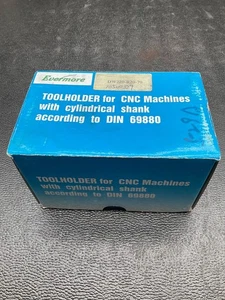 Evermore
TOOLHOLDER for CNC Machines
with cylindrical shank
according to DIN 69880
TOOLHOLDER for CNC Machines
with cylindrical shank
according to DIN 69880